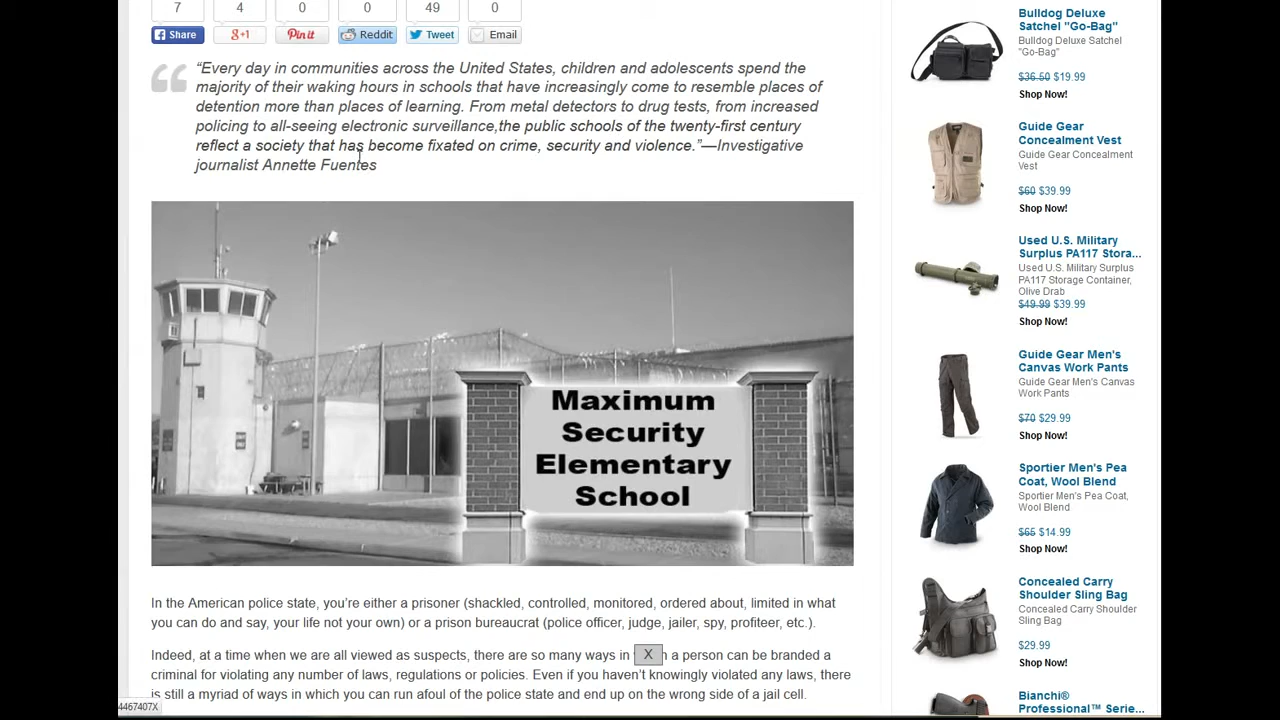 7 4 0 0 49 0
Share +1 Pin it Reddit Tweet Email
“Every day in communities across the United States, children and adolescents spend the
majority of their waking hours in schools that have increasingly come to resemble places of
detention more than places of learning. From metal detectors to drug tests, from increased
policing to all-seeing electronic surveillance,the public schools of the twenty-first century
reflect a society that has become fixated on crime, security and violence.”—Investigative
journalist Annette Fuentes
Maximum
Security
Elementary
School
In the American police state, you’re either a prisoner (shackled, controlled, monitored, ordered about, limited in what
you can do and say, your life not your own) or a prison bureaucrat (police officer, judge, jailer, spy, profiteer, etc.).
Indeed, at a time when we are all viewed as suspects, there are so many ways in X a person can be branded a
criminal for violating any number of laws, regulations or policies. Even if you haven’t knowingly violated any laws, there
is still a myriad of ways in which you can run afoul of the police state and end up on the wrong side of a jail cell.
4467407X
Bulldog Deluxe
Satchel "Go-Bag"
Bulldog Deluxe Satchel
"Go-Bag"
$36.50 $19.99
Shop Now!
Guide Gear
Concealment Vest
Guide Gear Concealment
Vest
$60 $39.99
Shop Now!
Used U.S. Military
Surplus PA117 Stora...
Used U.S. Military Surplus
PA117 Storage Container,
Olive Drab
$49.99 $39.99
Shop Now!
Guide Gear Men's
Canvas Work Pants
Guide Gear Men's Canvas
Work Pants
$70 $29.99
Shop Now!
Sportier Men's Pea
Coat, Wool Blend
Sportier Men's Pea Coat,
Wool Blend
$65 $14.99
Shop Now!
Concealed Carry
Shoulder Sling Bag
Concealed Carry Shoulder
Sling Bag
$29.99
Shop Now!
Bianchi®
Professional™ Serie...